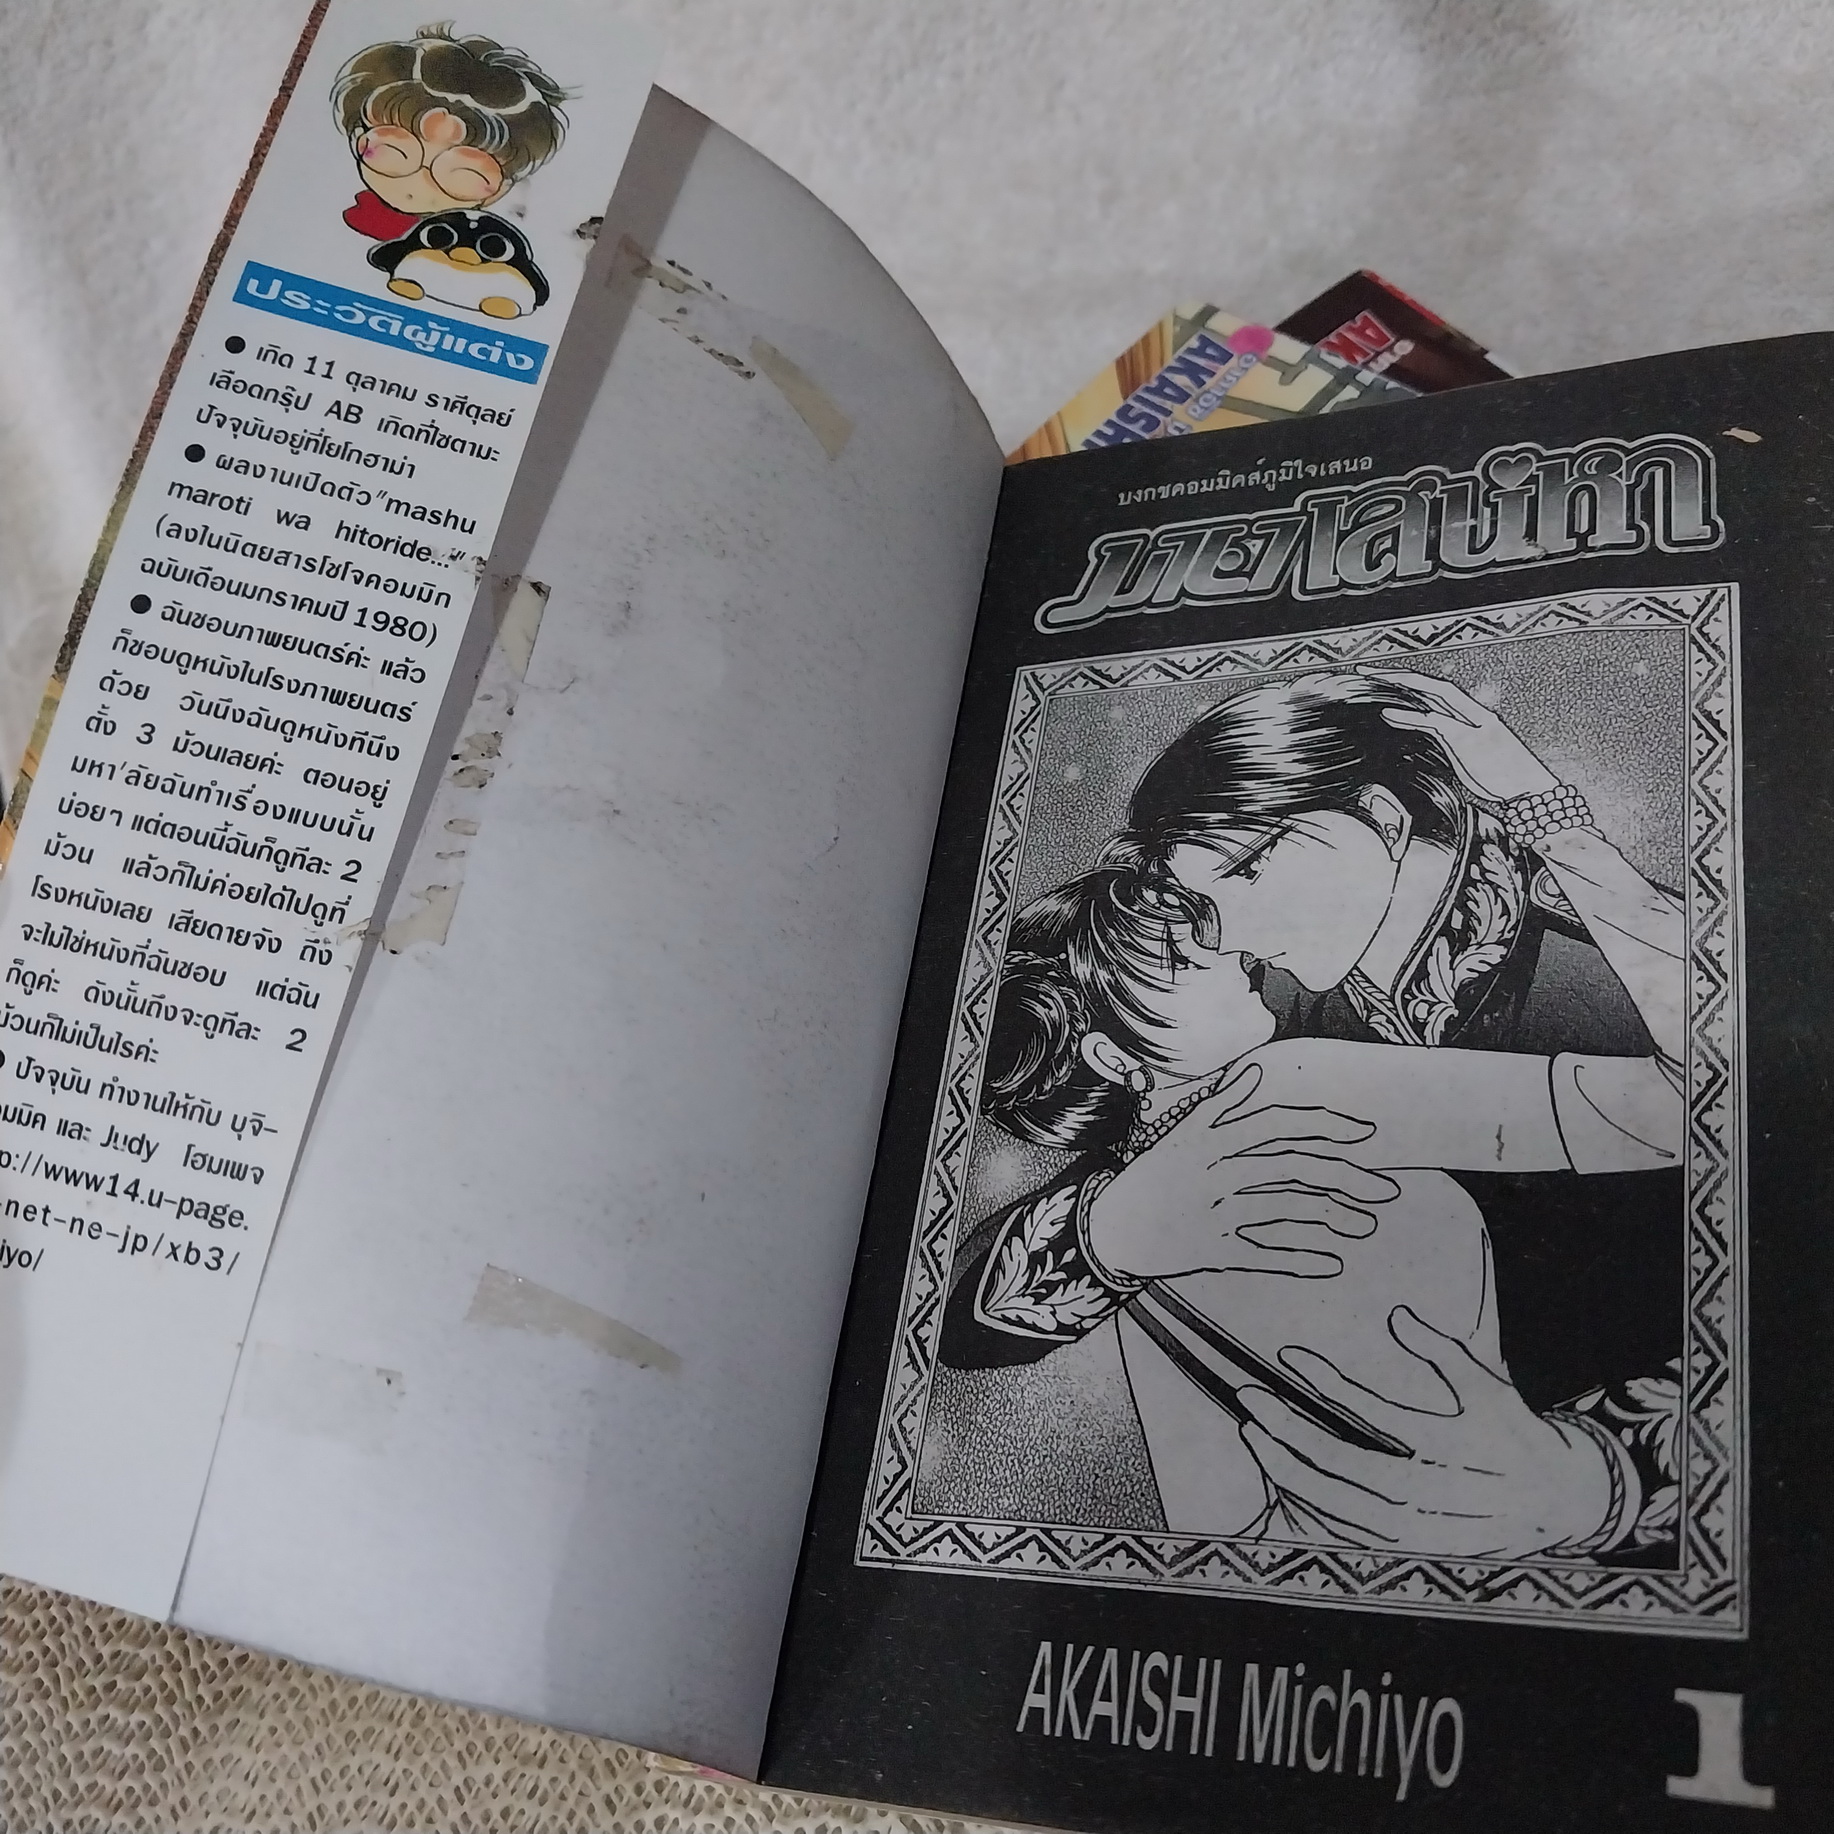 ประวัติผู้แต่ง
● เกิด 11 ตุลาคม ราศีตุลย์
เลือดกรุ๊ป AB เกิดที่ไซตามะ
ปัจจุบันอยู่ที่โยโกฮาม่า
● ผลงานเปิดตัว"mashu
maroti wa hitoride..."
(ลงในนิตยสารโชโจคอมมิก
ฉบับเดือนมกราคมปี 1980)
● ฉันชอบภาพยนตร์ค่ะ แล้ว
ก็ชอบดูหนังในโรงภาพยนตร์
ด้วย วันนึงฉันดูหนังทีนึง
ตั้ง 3 ม้วนเลยค่ะ ตอนอยู่
มหา'ลัยฉันทำเรื่องแบบนั้น
บ่อยๆ แต่ตอนนี้ฉันก็ดูทีละ 2
ม้วน แล้วก็ไม่ค่อยได้ไปดูที่
โรงหนังเลย เสียดายจัง ถึง
จะไม่ใช่หนังที่ฉันชอบ แต่ฉัน
ก็ดูค่ะ ดังนั้นถึงจะดูทีละ 2
ม้วนก็ไม่เป็นไรค่ะ
● ปัจจุบัน ทำงานให้กับ บุจิ-
อมมิค และ Judy โฮมเพจ
p://www14.u-page.
-net-ne-jp/xb3/
iyo/
AKAISH
AK
บงกชคอมมิคส์ภูมิใจเสนอ
มายาเสน่หา
AKAISHI Michiyo
1